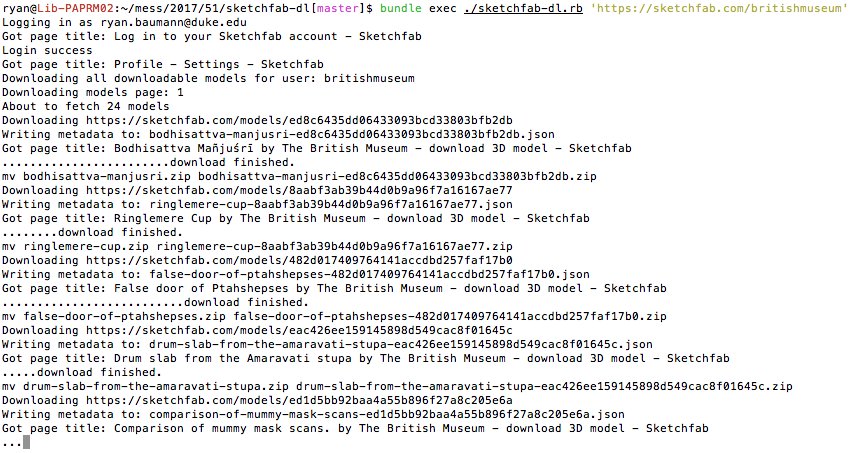 ryan@Lib-PAPRM02:~/mess/2017/51/sketchfab-dl[master]$ bundle exec ./sketchfab-dl.rb 'https://sketchfab.com/britishmuseum'
Logging in as ryan.baumann@duke.edu
Got page title: Log in to your Sketchfab account - Sketchfab
Login success
Got page title: Profile - Settings - Sketchfab
Downloading all downloadable models for user: britishmuseum
Downloading models page: 1
About to fetch 24 models
Downloading https://sketchfab.com/models/ed8c6435dd06433093bcd33803bfb2db
Writing metadata to: bodhisattva-manjusri-ed8c6435dd06433093bcd33803bfb2db.json
Got page title: Bodhisattva Mañjuśrī by The British Museum - download 3D model - Sketchfab
.......................download finished.
mv bodhisattva-manjusri.zip bodhisattva-manjusri-ed8c6435dd06433093bcd33803bfb2db.zip
Downloading https://sketchfab.com/models/8aabf3ab39b44d0b9a96f7a16167ae77
Writing metadata to: ringlemere-cup-8aabf3ab39b44d0b9a96f7a16167ae77.json
Got page title: Ringlemere Cup by The British Museum - download 3D model - Sketchfab
........download finished.
mv ringlemere-cup.zip ringlemere-cup-8aabf3ab39b44d0b9a96f7a16167ae77.zip
Downloading https://sketchfab.com/models/482d017409764141accdbd257faf17b0
Writing metadata to: false-door-of-ptahshepses-482d017409764141accdbd257faf17b0.json
Got page title: False door of Ptahshepses by The British Museum - download 3D model - Sketchfab
.........................download finished.
mv false-door-of-ptahshepses.zip false-door-of-ptahshepses-482d017409764141accdbd257faf17b0.zip
Downloading https://sketchfab.com/models/eac426ee159145898d549cac8f01645c
Writing metadata to: drum-slab-from-the-amaravati-stupa-eac426ee159145898d549cac8f01645c.json
Got page title: Drum slab from the Amaravati stupa by The British Museum - download 3D model - Sketchfab
.....download finished.
mv drum-slab-from-the-amaravati-stupa.zip drum-slab-from-the-amaravati-stupa-eac426ee159145898d549cac8f01645c.zip
Downloading https://sketchfab.com/models/ed1d5bb92baa4a55b896f27a8c205e6a
Writing metadata to: comparison-of-mummy-mask-scans-ed1d5bb92baa4a55b896f27a8c205e6a.json
Got page title: Comparison of mummy mask scans. by The British Museum - download 3D model - Sketchfab
...